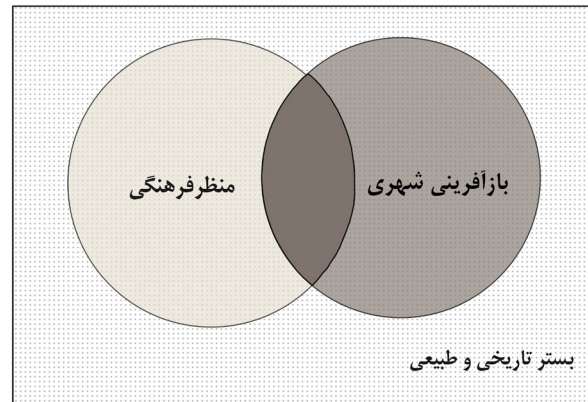 بازآفرینی شهری
منظرفرهنگی
بستر تاریخی و طبیعی